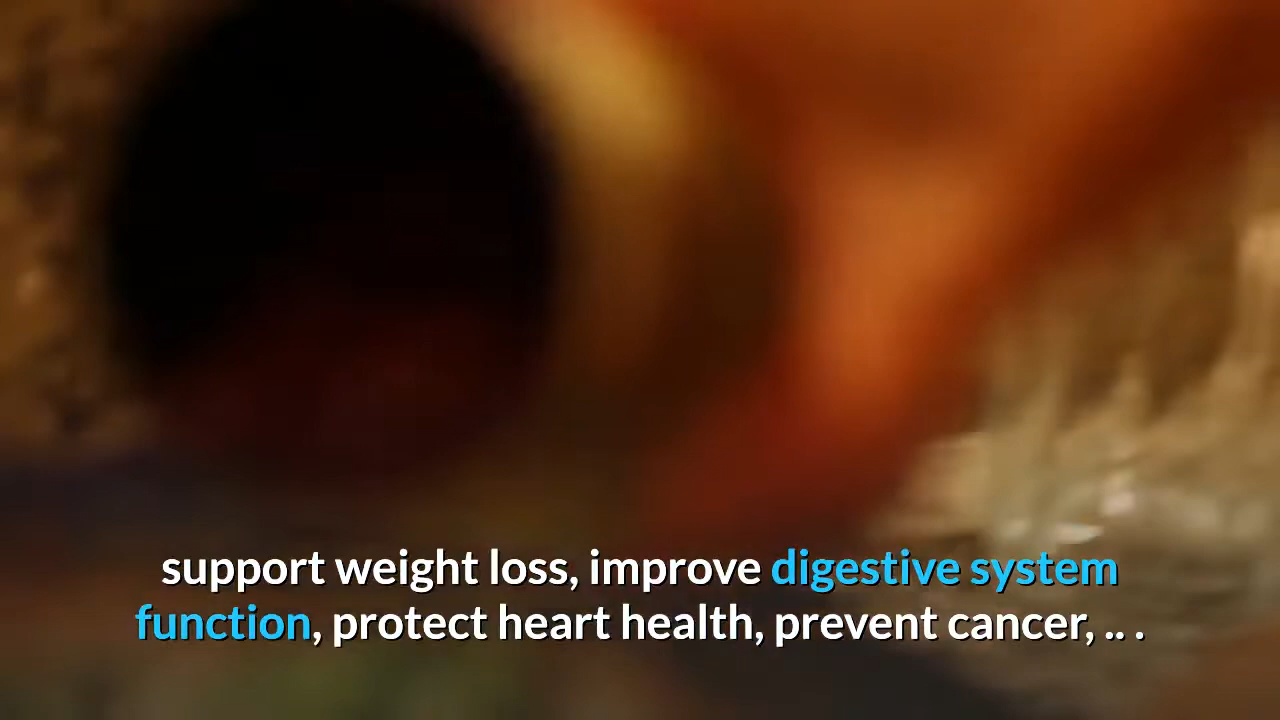 support weight loss, improve digestive system
function, protect heart health, prevent cancer, .. .